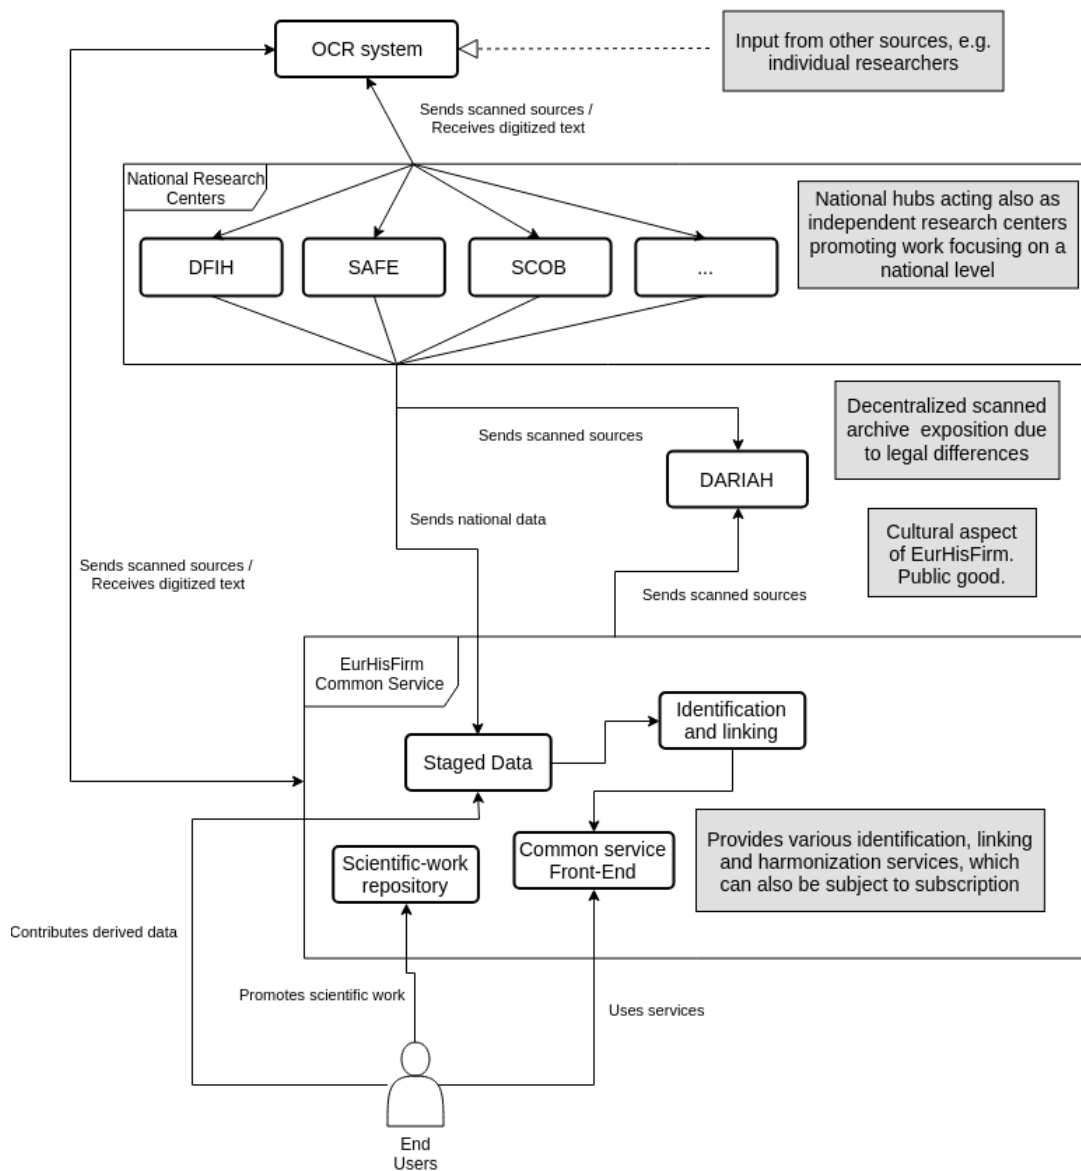 OCR system
Input from other sources, e.g.
individual researchers
Sends scanned sources /
Receives digitized text
National Research
Centers
National hubs acting also as
independent research centers
promoting work focusing on a
national level
DFIH
SAFE
SCOB
...
Decentralized scanned
archive exposition due
to legal differences
Sends scanned sources
DARIAH
Sends national data
Cultural aspect
of EurHisFirm.
Public good.
Sends scanned sources /
Receives digitized text
Sends scanned sources
EurHisFirm
Common Service
Identification
and linking
Staged Data
Provides various identification, linking
and harmonization services, which
can also be subject to subscription
Common service
Front-End
Scientific-work
repository
Contributes derived data
Promotes scientific work
Uses services
End
Users